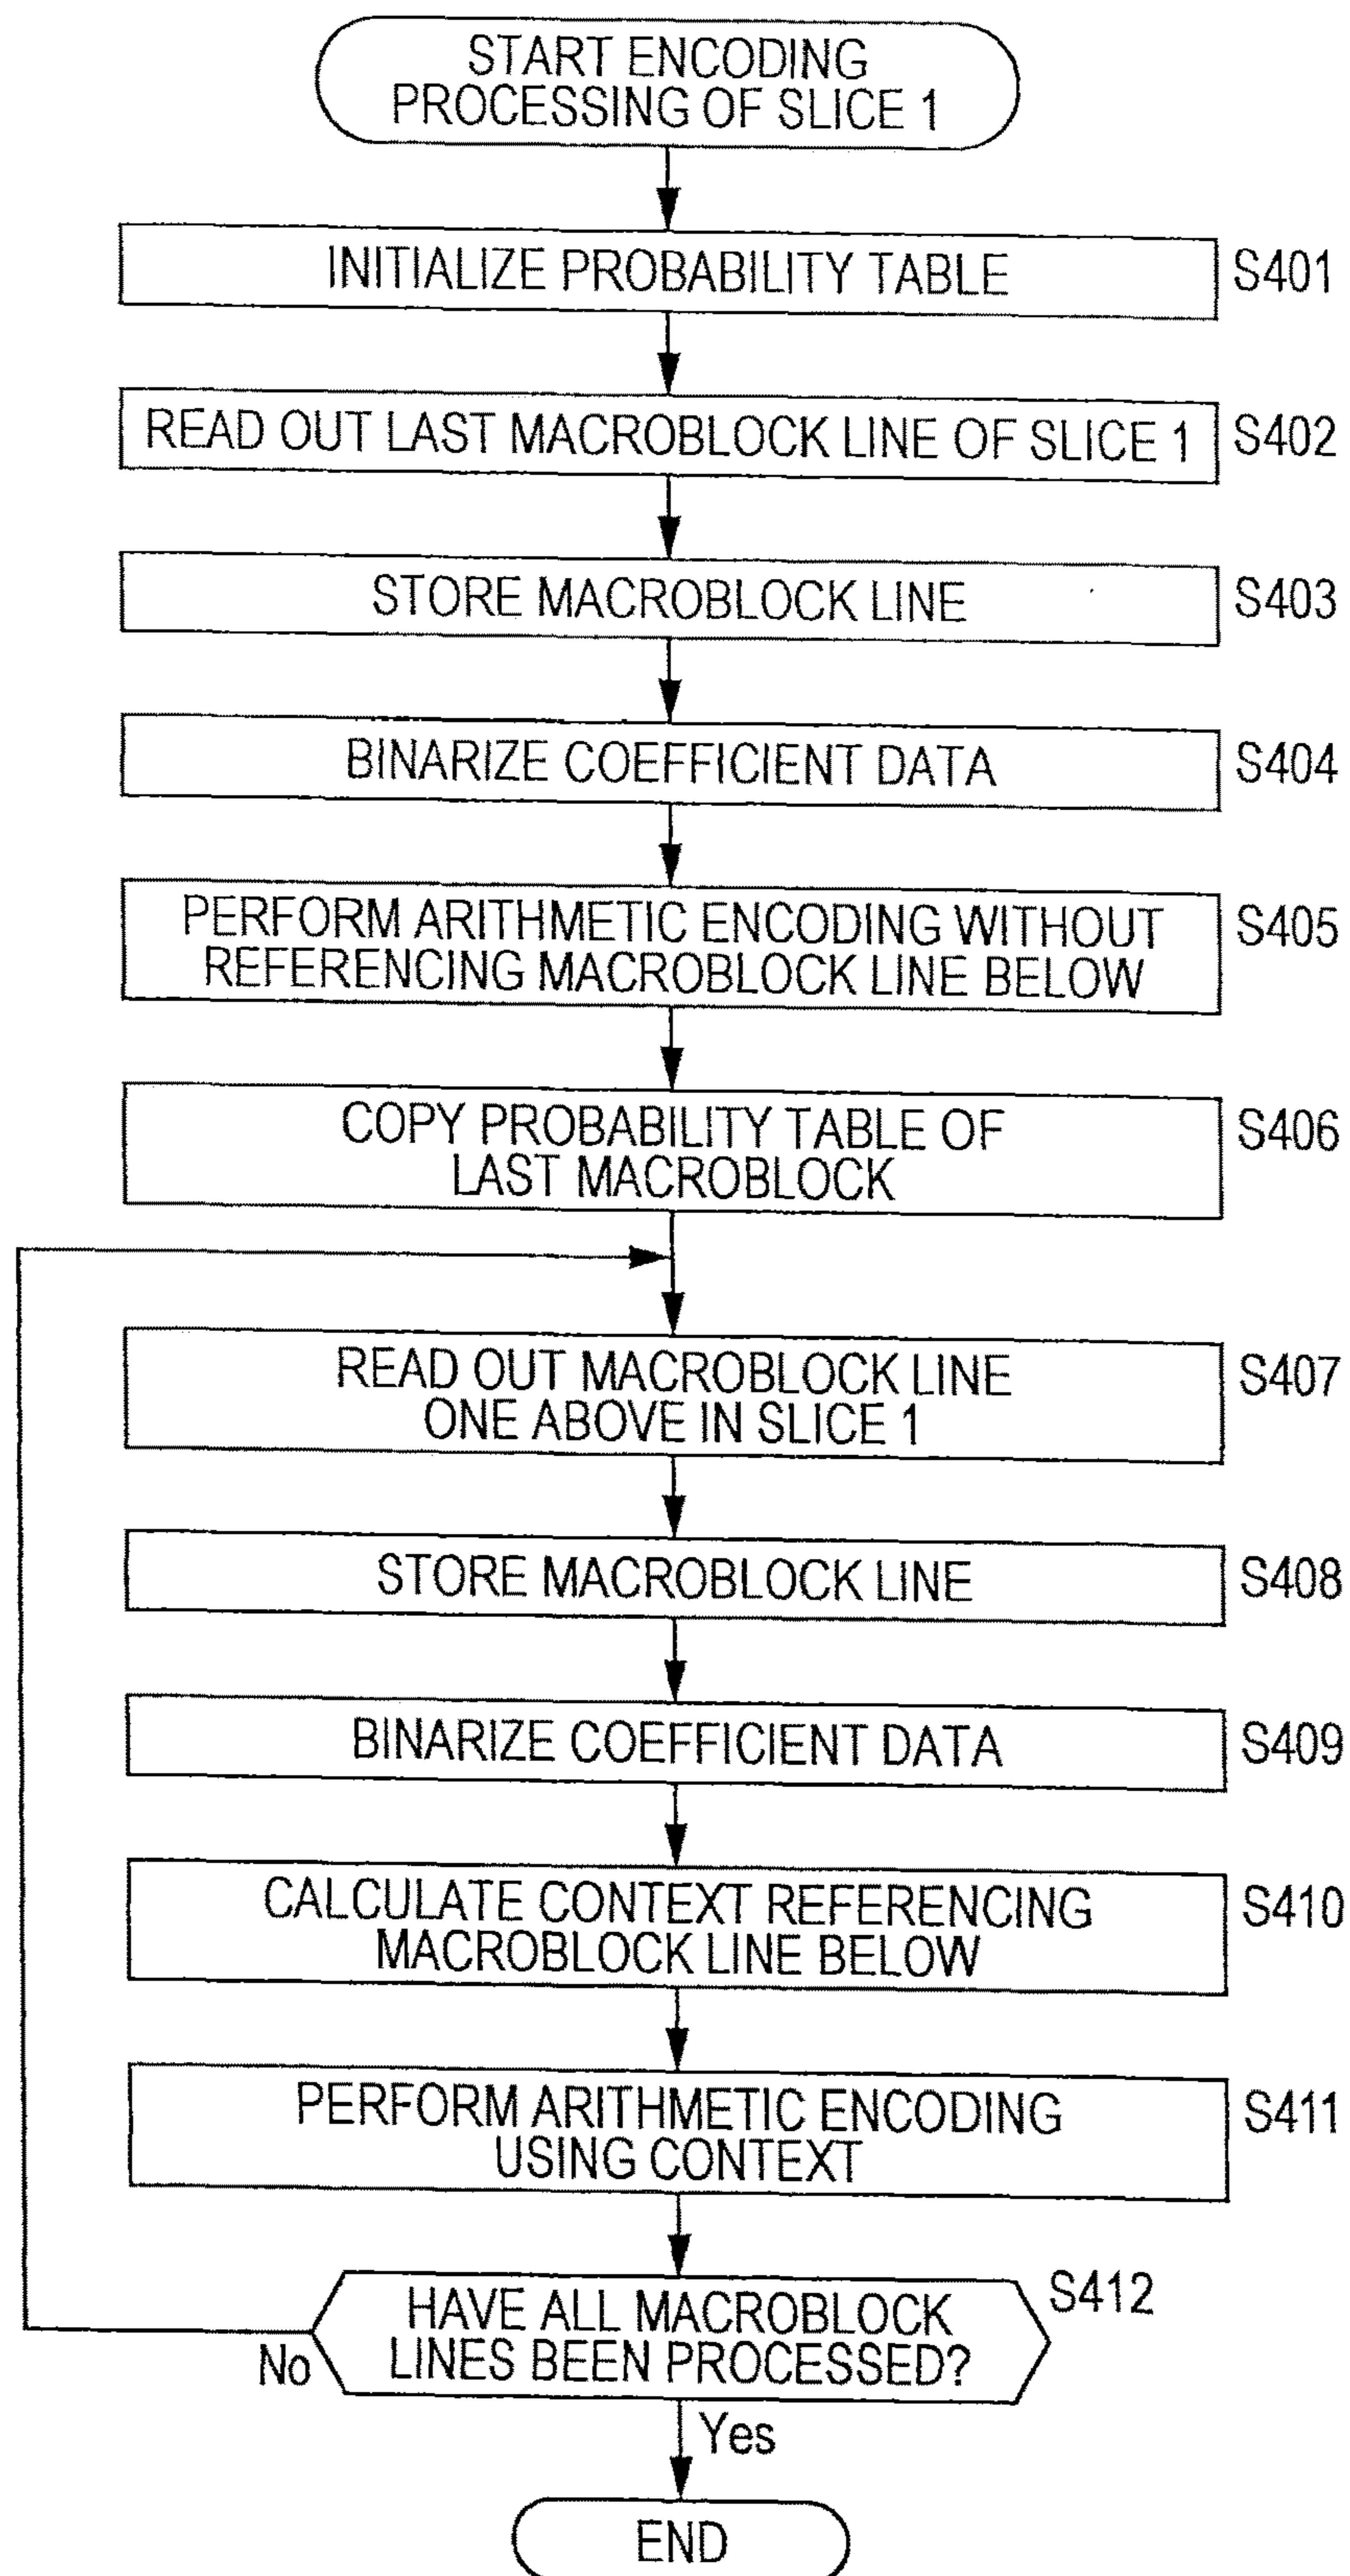 START ENCODING
PROCESSING OF SLICE 1
INITIALIZE PROBABILITY TABLE
S401
READ OUT LAST MACROBLOCK LINE OF SLICE 1
S402
STORE MACROBLOCK LINE
S403
BINARIZE COEFFICIENT DATA
S404
PERFORM ARITHMETIC ENCODING WITHOUT
REFERENCING MACROBLOCK LINE BELOW
S405
COPY PROBABILITY TABLE OF
LAST MACROBLOCK
S406
READ OUT MACROBLOCK LINE
ONE ABOVE IN SLICE 1
S407
STORE MACROBLOCK LINE
S408
BINARIZE COEFFICIENT DATA
S409
CALCULATE CONTEXT REFERENCING
MACROBLOCK LINE BELOW
S410
PERFORM ARITHMETIC ENCODING
USING CONTEXT
S411
HAVE ALL MACROBLOCK
LINES BEEN PROCESSED?
S412
No
Yes
END